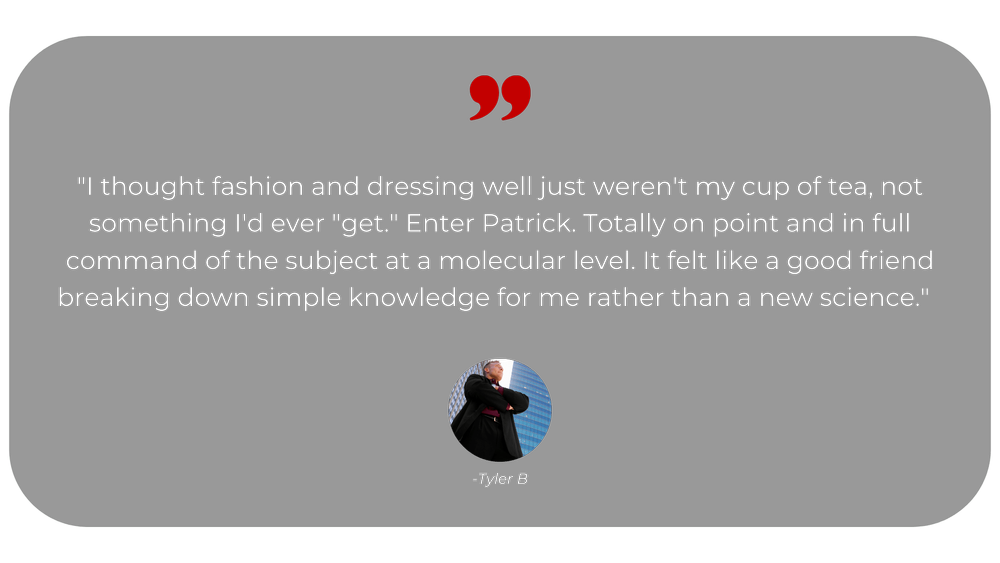 "I thought fashion and dressing well just weren't my cup of tea, not
something I'd ever "get." Enter Patrick. Totally on point and in full
command of the subject at a molecular level. It felt like a good friend
breaking down simple knowledge for me rather than a new science."
-Tyler B